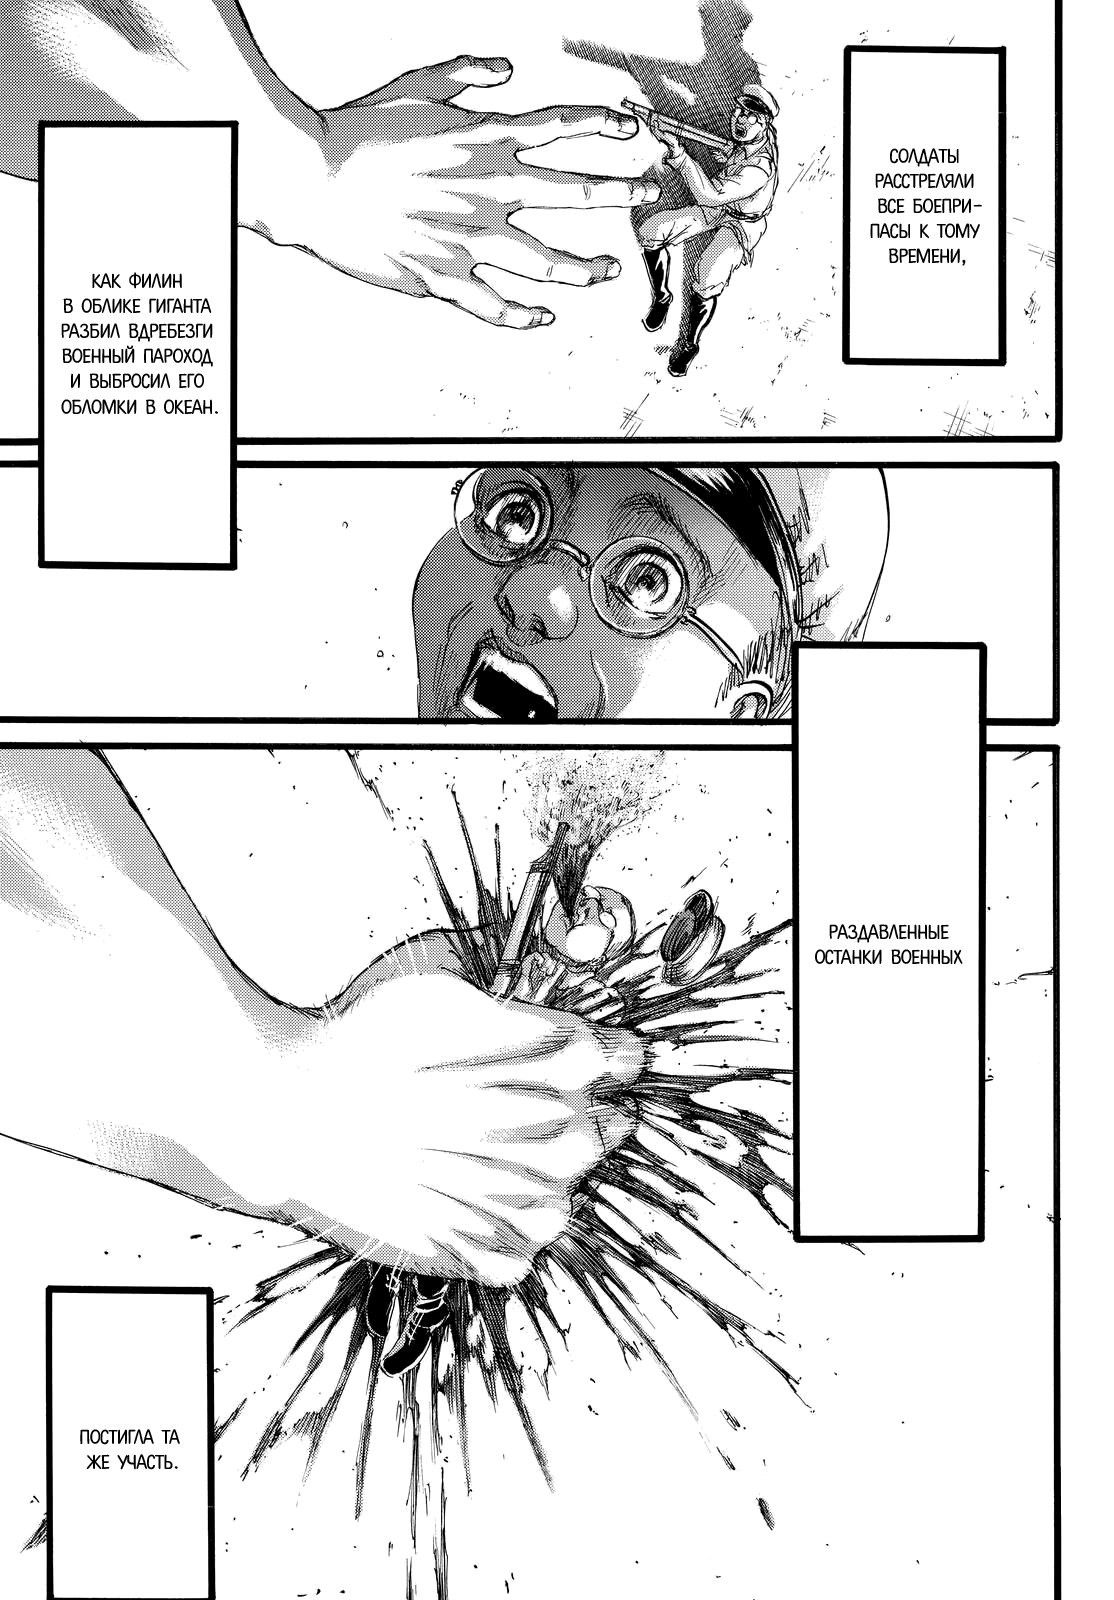 СОЛДАТЫ
РАССТРЕЛЯЛИ
ВСЕ БОЕПРИ-
ПАСЫ К ТОМУ
ВРЕМЕНИ,
КАК ФИЛИН
В ОБЛИКЕ ГИГАНТА
РАЗБИЛ ВДРЕБЕЗГИ
ВОЕННЫЙ ПАРОХОД
И ВЫБРОСИЛ ЕГО
ОБЛОМКИ В ОКЕАН.
РАЗДАВЛЕННЫЕ
ОСТАНКИ ВОЕННЫХ
ПОСТИГЛА ТА
ЖЕ УЧАСТЬ.